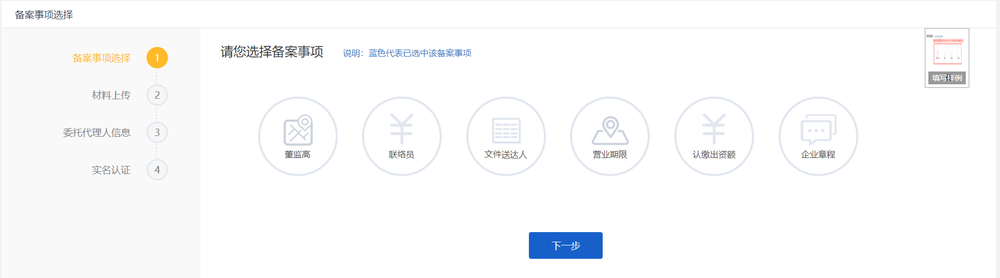 备案事项选择
备案事项选择 1
材料上传 2
委托代理人信息 3
实名认证 4
请您选择备案事项 说明：蓝色代表已选中该备案事项
填写样例
董监高 联络员 文件送达人 营业期限 认缴出资额 企业章程
下一步